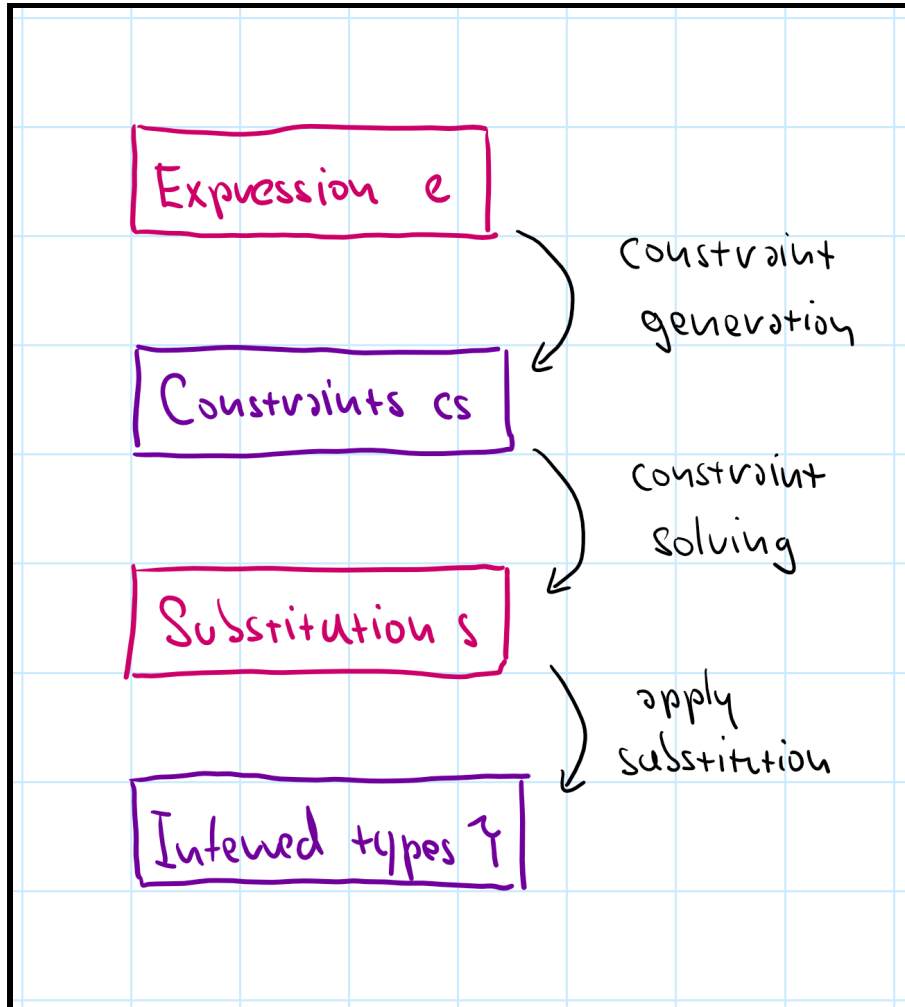 Expression e
constraint
generation
Constraints cs
constraint
solving
Substitution s
apply
substitution
Inferred types τ